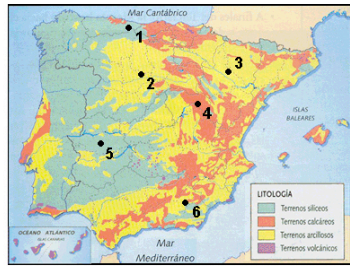 Mar Cantábrico
1
3
2
4
ISLAS
BALEARES
5
6
LITOLOGÍA
Terrenos silíceos
Terrenos calcáreos
Terrenos arcillosos
Terrenos volcánicos
OCÉANO ATLÁNTICO
ISLAS CANARIAS
Mar
Mediterráneo